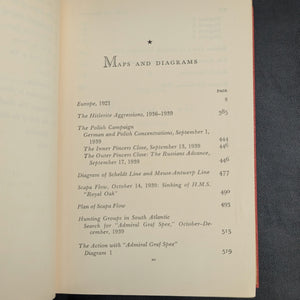 ★
MAPS AND DIAGRAMS
PAGE
Europe, 1921 8
The Hitlerite Aggressions, 1936–1939 385
The Polish Campaign
German and Polish Concentrations, September 1,
1939 444
The Inner Pincers Close, September 13, 1939 446
The Outer Pincers Close: The Russians Advance,
September 17, 1939 446
Diagram of Scheldt Line and Meuse-Antwerp Line 477
Scapa Flow, October 14, 1939: Sinking of H.M.S.
"Royal Oak" 490
Plan of Scapa Flow 493
Hunting Groups in South Atlantic
Search for "Admiral Graf Spee," October–De-
cember, 1939 515
The Action with "Admiral Graf Spee"
Diagram 1 519